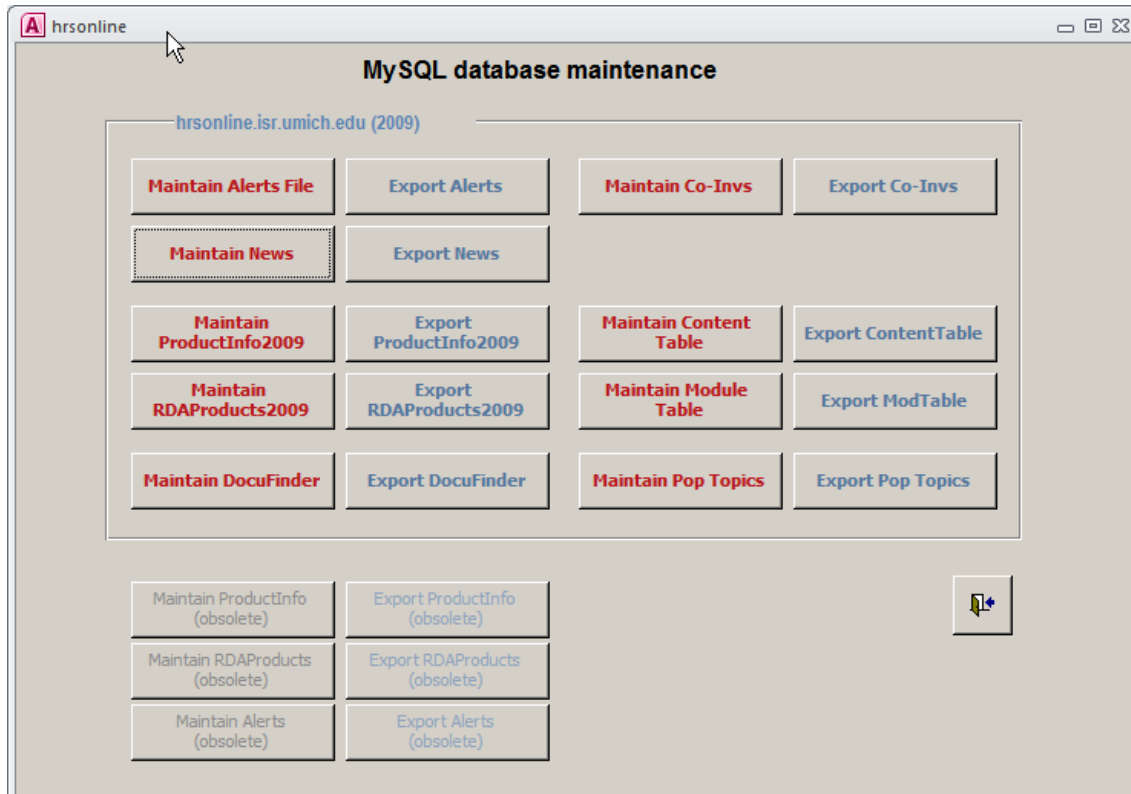 A hrsonline
MySQL database maintenance
hrsonline.isr.umich.edu (2009)
Maintain Alerts File
Export Alerts
Maintain Co-Invs
Export Co-Invs
Maintain News
Export News
Maintain
ProductInfo2009
Export
ProductInfo2009
Maintain Content
Table
Export ContentTable
Maintain
RDAProducts2009
Export
RDAProducts2009
Maintain Module
Table
Export ModTable
Maintain DocuFinder
Export DocuFinder
Maintain Pop Topics
Export Pop Topics
Maintain ProductInfo
(obsolete)
Export ProductInfo
(obsolete)
Maintain RDAProducts
(obsolete)
Export RDAProducts
(obsolete)
Maintain Alerts
(obsolete)
Export Alerts
(obsolete)